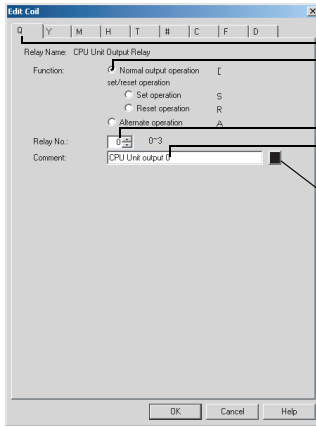 Edit Coil
Q Y M H T # C F D
Relay Name: CPU Unit Output Relay
Function: Normal output operation [
set/reset operation
Set operation S
Reset operation R
Alternate operation A
Relay No.: 0 0~3
Comment: CPU Unit output 0
OK Cancel Help